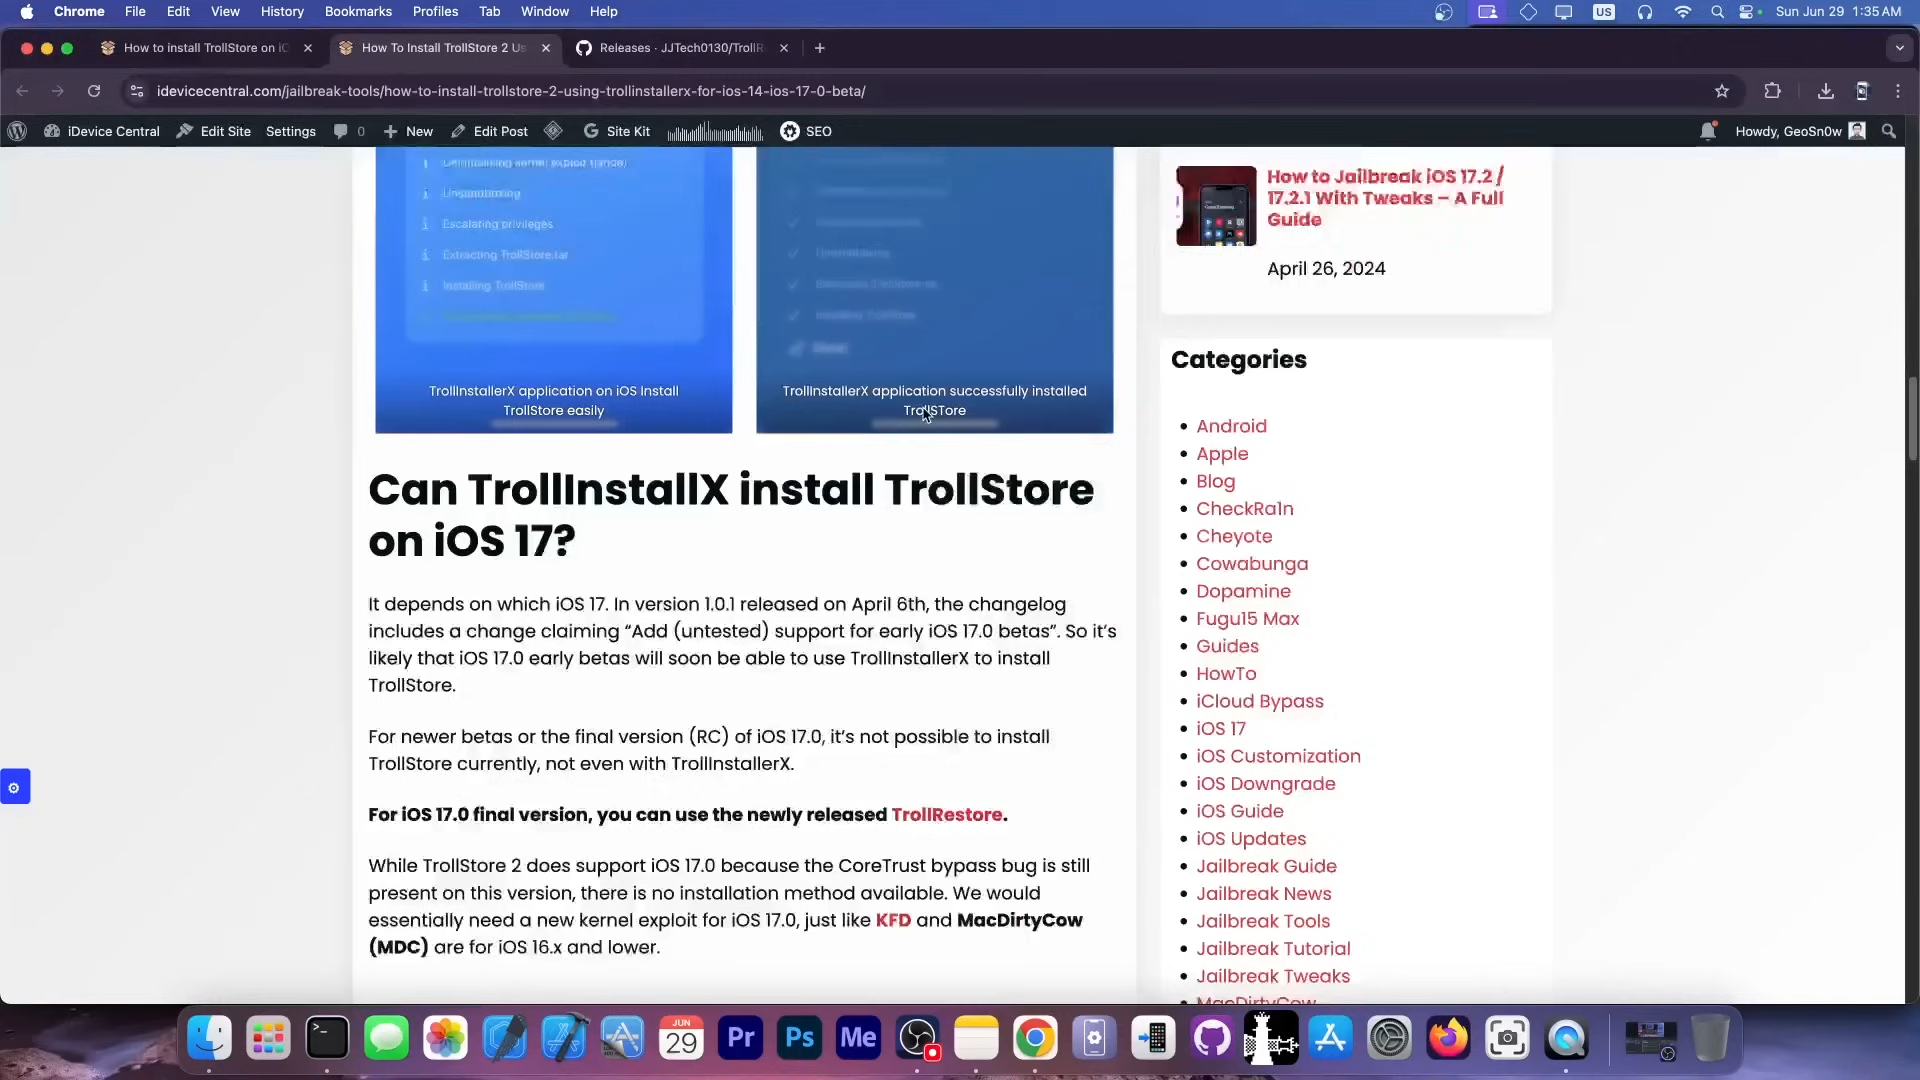 Chrome File Edit View History Bookmarks Profiles Tab Window Help US Sun Jun 29 1:35 AM
How to install TrollStore on iO How To Install TrollStore 2 Us Releases · JJTech0130/TrollR
idevicecentral.com/jailbreak-tools/how-to-install-trollstore-2-using-trollinstallerx-for-ios-14-ios-17-0-beta/
iDevice Central Edit Site Settings 0 New Edit Post Site Kit SEO Howdy, GeoSn0w
Unsandboxing
Escalating privileges
Extracting TrollStore.tar
Installing TrollStore
TrollInstallerX application on iOS Install
TrollStore easily
Unsandboxing
Installing TrollStore
Done!
TrollInstallerX application successfully installed
TrollSTore
Can TrollInstallX install TrollStore
on iOS 17?
It depends on which iOS 17. In version 1.0.1 released on April 6th, the changelog
includes a change claiming “Add (untested) support for early iOS 17.0 betas”. So it’s
likely that iOS 17.0 early betas will soon be able to use TrollInstallerX to install
TrollStore.
For newer betas or the final version (RC) of iOS 17.0, it’s not possible to install
TrollStore currently, not even with TrollInstallerX.
For iOS 17.0 final version, you can use the newly released TrollRestore.
While TrollStore 2 does support iOS 17.0 because the CoreTrust bypass bug is still
present on this version, there is no installation method available. We would
essentially need a new kernel exploit for iOS 17.0, just like KFD and MacDirtyCow
(MDC) are for iOS 16.x and lower.
How to Jailbreak iOS 17.2 /
17.2.1 With Tweaks – A Full
Guide
April 26, 2024
Categories
Android
Apple
Blog
CheckRa1n
Cheyote
Cowabunga
Dopamine
Fugu15 Max
Guides
HowTo
iCloud Bypass
iOS 17
iOS Customization
iOS Downgrade
iOS Guide
iOS Updates
Jailbreak Guide
Jailbreak News
Jailbreak Tools
Jailbreak Tutorial
Jailbreak Tweaks
MacDirtyCow
JUN
29
Pr Ps Me